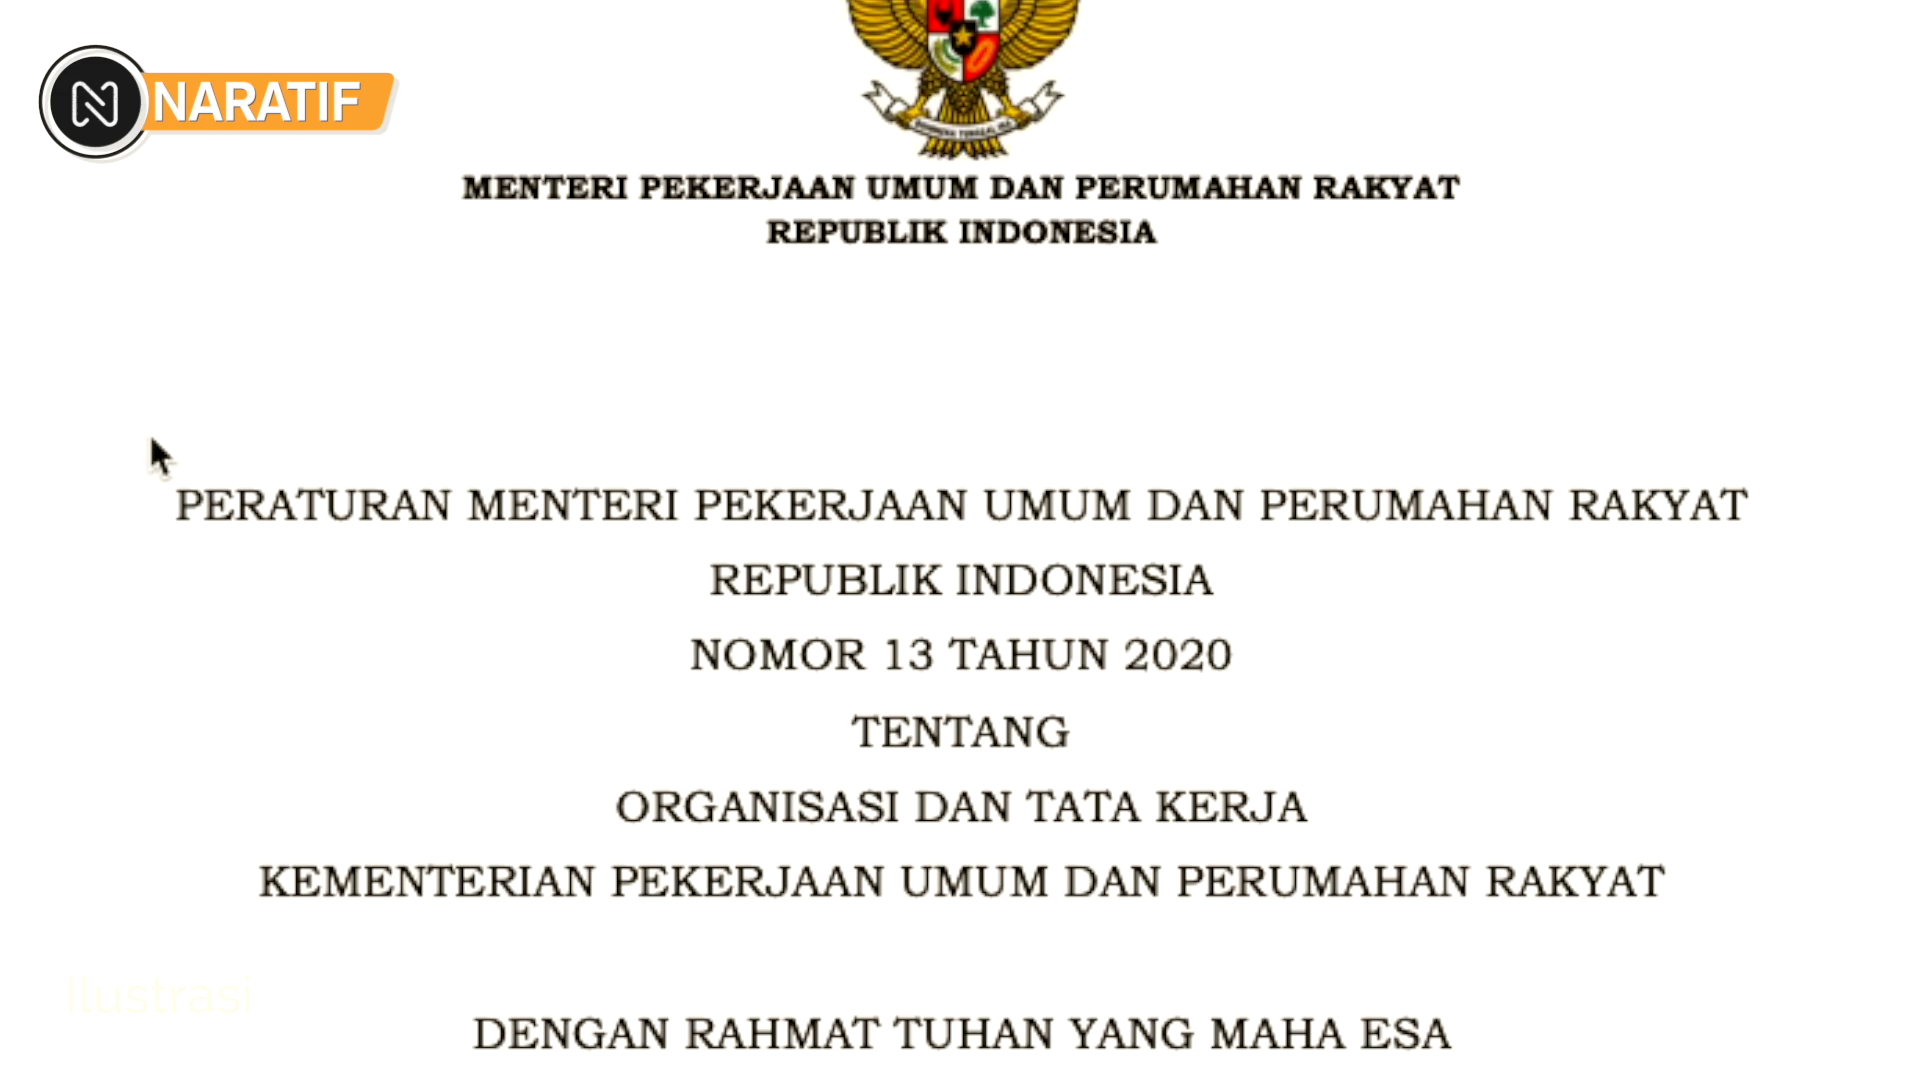 NARATIF
MENTERI PEKERJAAN UMUM DAN PERUMAHAN RAKYAT
REPUBLIK INDONESIA
PERATURAN MENTERI PEKERJAAN UMUM DAN PERUMAHAN RAKYAT
REPUBLIK INDONESIA
NOMOR 13 TAHUN 2020
TENTANG
ORGANISASI DAN TATA KERJA
KEMENTERIAN PEKERJAAN UMUM DAN PERUMAHAN RAKYAT
Ilustrasi
DENGAN RAHMAT TUHAN YANG MAHA ESA